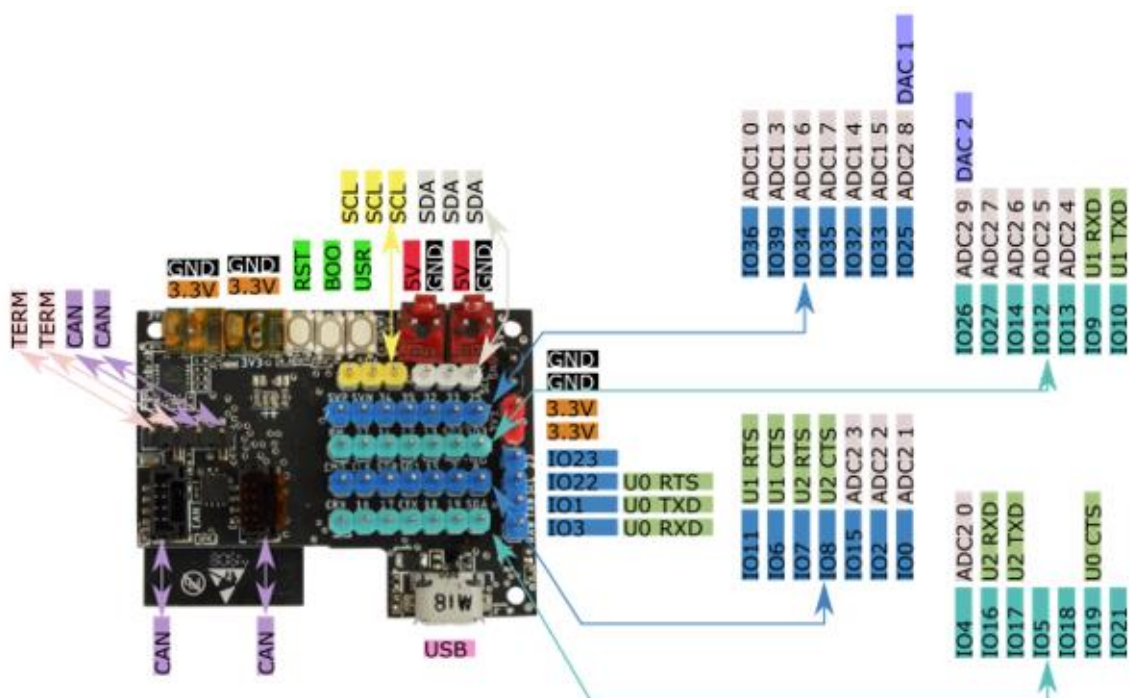 DAC 1
IO36 ADC1 0
IO39 ADC1 3
IO34 ADC1 6
IO35 ADC1 7
IO32 ADC1 4
IO33 ADC1 5
IO25 ADC2 8
DAC 2
IO26 ADC2 9
IO27 ADC2 7
IO14 ADC2 6
IO12 ADC2 5
IO13 ADC2 4
IO9 U1 RXD
IO10 U1 TXD
SCL
SCL
SCL
SDA
SDA
SDA
GND
3.3V
GND
3.3V
RST
BOO
USR
5V
GND
5V
GND
TERM
TERM
CAN
CAN
3V3
GND
GND
3.3V
3.3V
IO23
IO22 U0 RTS
IO1 U0 TXD
IO3 U0 RXD
IO11 U1 RTS
IO6 U1 CTS
IO7 U2 RTS
IO8 U2 CTS
IO15 ADC2 3
IO2 ADC2 2
IO0 ADC2 1
IO4 ADC2 0
IO16 U2 RXD
IO17 U2 TXD
IO5
IO18
IO19 U0 CTS
IO21
CAN
CAN
USB